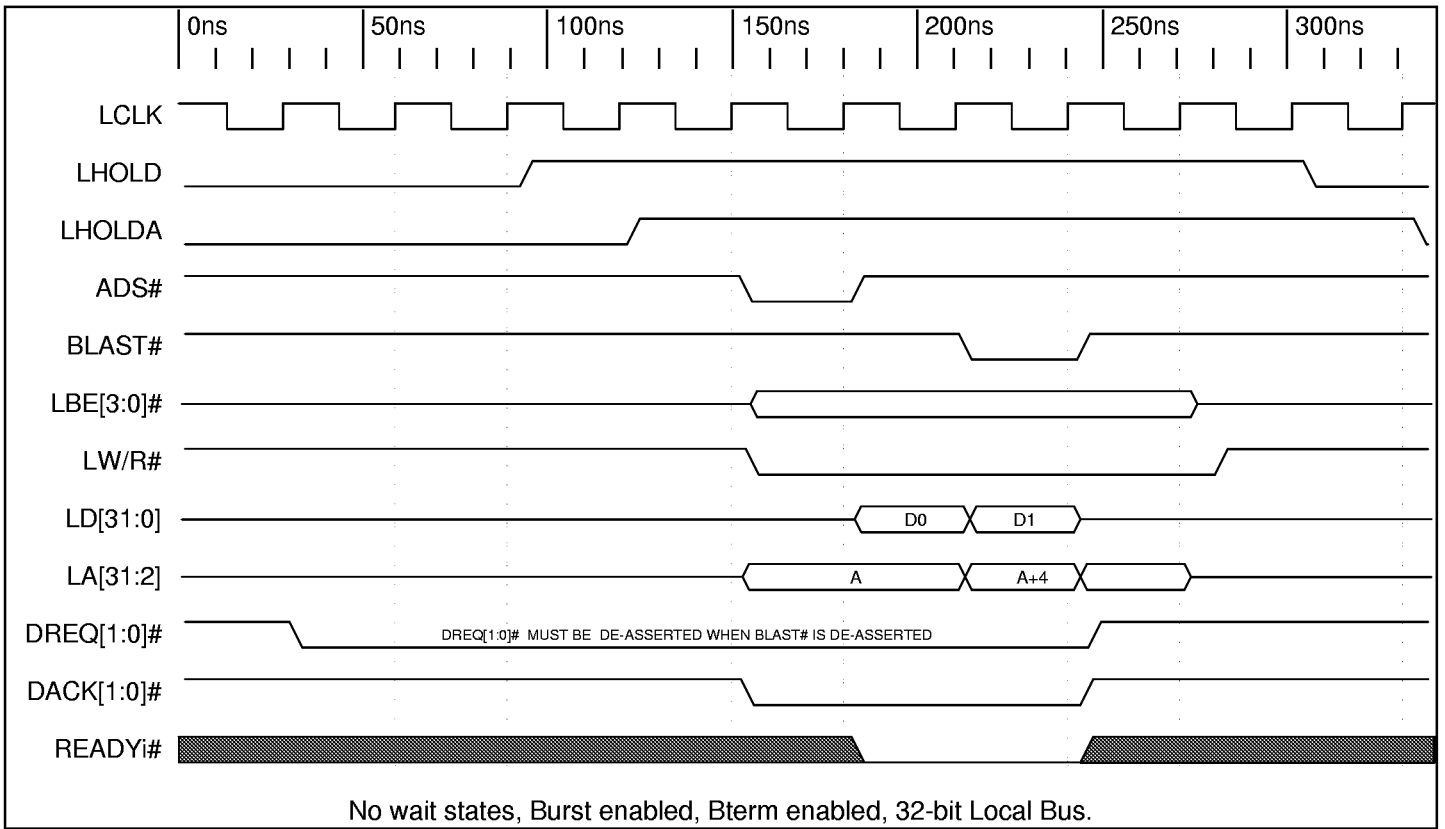 0ns 50ns 100ns 150ns 200ns 250ns 300ns
LCLK
LHOLD
LHOLDA
ADS#
BLAST#
LBE[3:0]#
LW/R#
LD[31:0] D0 D1
LA[31:2] A A+4
DREQ[1:0]# DREQ[1:0]# MUST BE DE-ASSERTED WHEN BLAST# IS DE-ASSERTED
DACK[1:0]#
READYi#
No wait states, Burst enabled, Bterm enabled, 32-bit Local Bus.